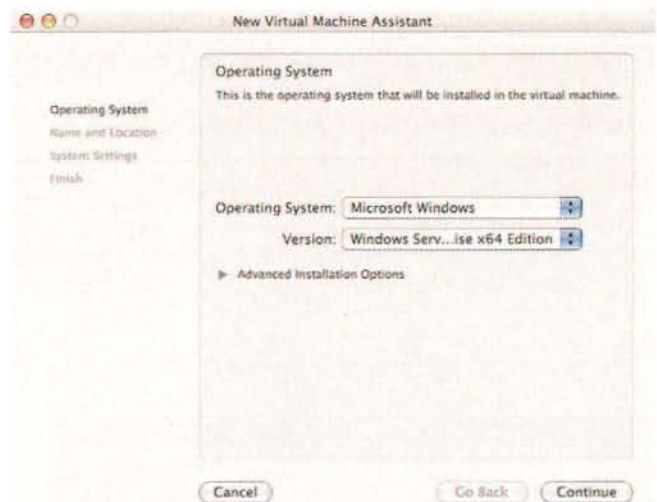 New Virtual Machine Assistant
Operating System
This is the operating system that will be installed in the virtual machine.
Operating System
Name and Location
System Settings
Finish
Operating System: Microsoft Windows
Version: Windows Serv...ise x64 Edition
Advanced Installation Options
Cancel
Go Back
Continue